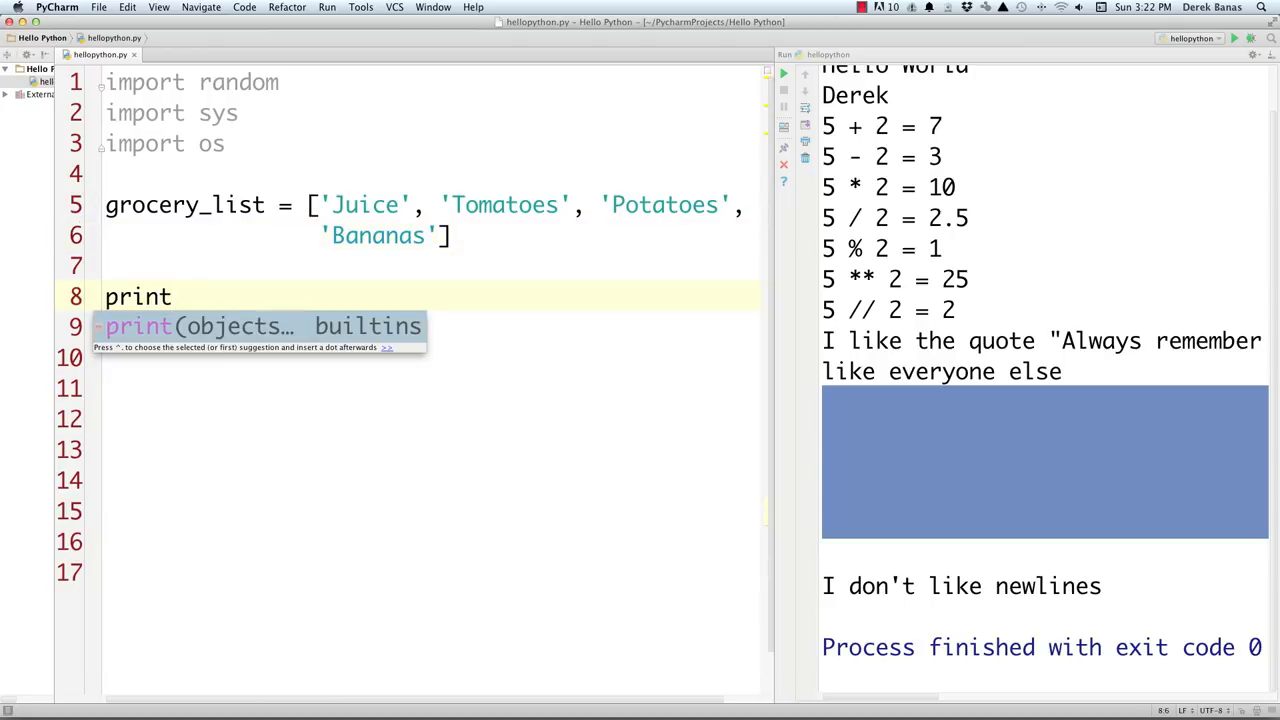 PyCharm File Edit View Navigate Code Refactor Run Tools VCS Window Help 10 Sun 3:22 PM Derek Banas
hellopython.py - Hello Python - [~/PycharmProjects/Hello Python]
Hello Python hellopython.py hellopython
hellopython.py Run hellopython
Hello P
hell
Externa
1 import random
2 import sys
3 import os
4
5 grocery_list = ['Juice', 'Tomatoes', 'Potatoes',
6 'Bananas']
7
8 print
9 print(objects… builtins
Press ^. to choose the selected (or first) suggestion and insert a dot afterwards >>
10
11
12
13
14
15
16
17
Hello World
Derek
5 + 2 = 7
5 - 2 = 3
5 * 2 = 10
5 / 2 = 2.5
5 % 2 = 1
5 ** 2 = 25
5 // 2 = 2
I like the quote "Always remember
like everyone else
I don't like newlines
Process finished with exit code 0
8:6 LF UTF-8